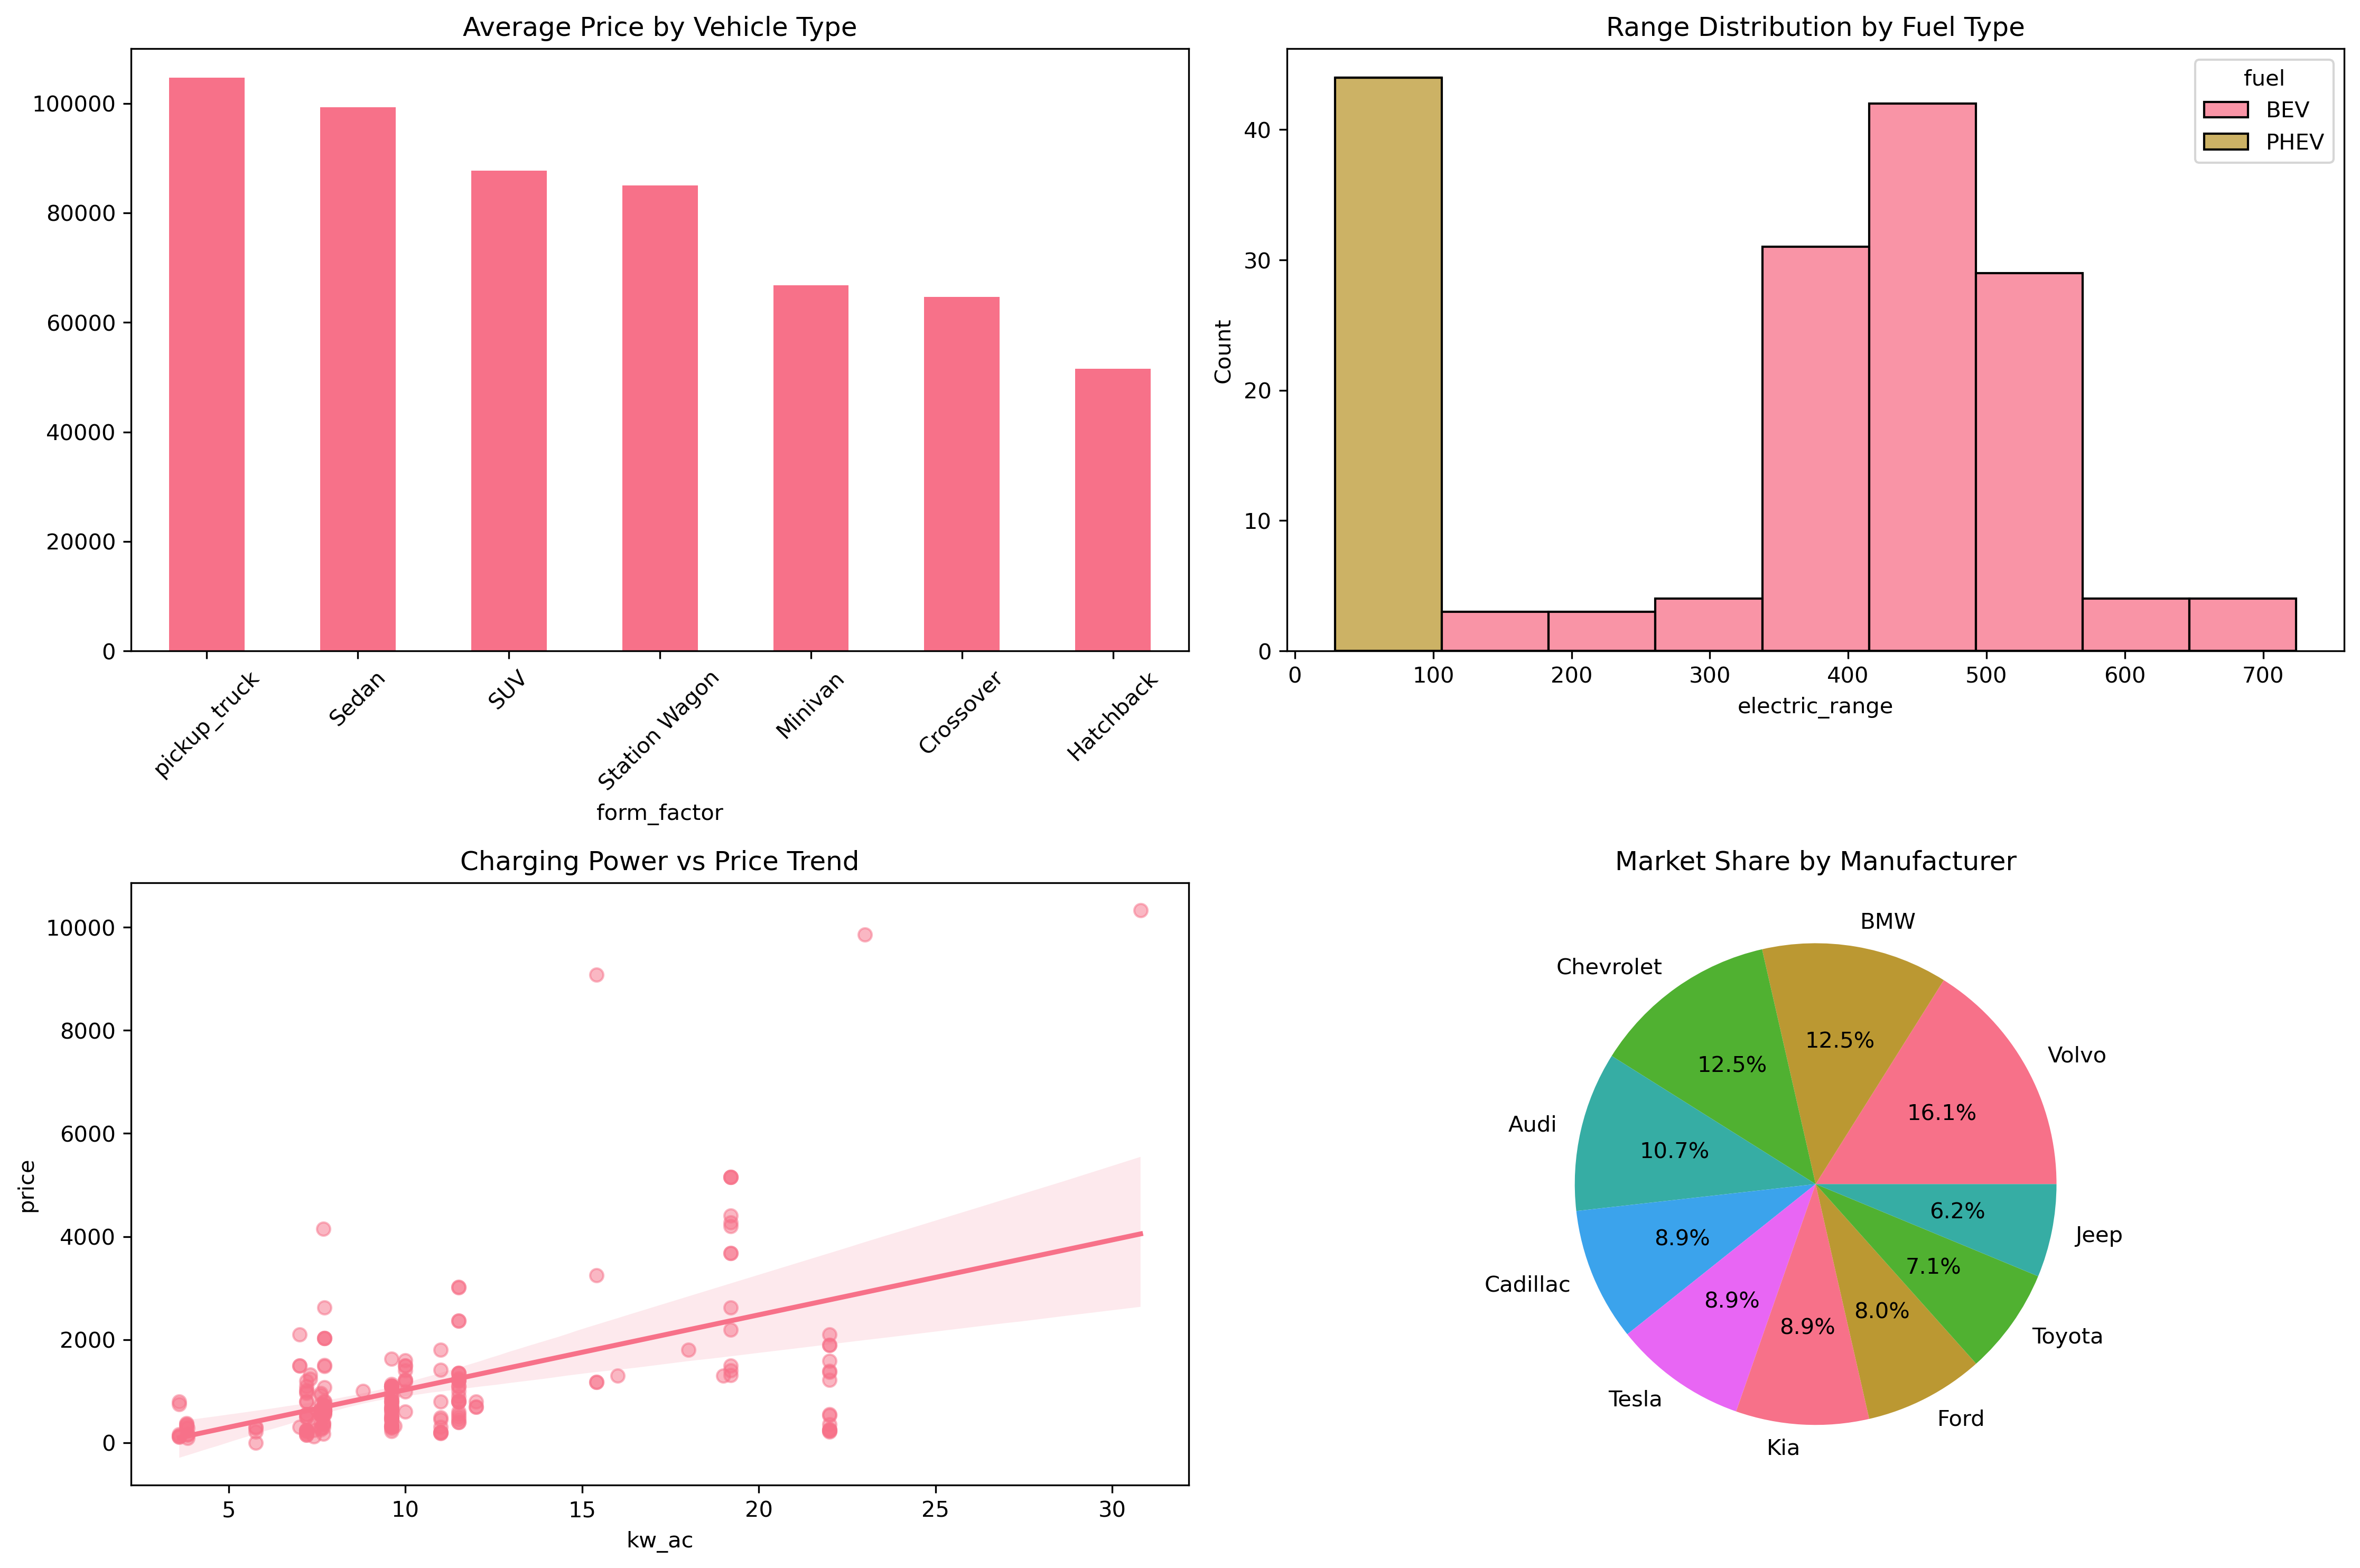 Average Price by Vehicle Type
100000
80000
60000
40000
20000
0
pickup_truck
Sedan
SUV
Station Wagon
Minivan
Crossover
Hatchback
form_factor
Range Distribution by Fuel Type
fuel
BEV
PHEV
Count
40
30
20
10
0
0 100 200 300 400 500 600 700
electric_range
Charging Power vs Price Trend
price
10000
8000
6000
4000
2000
0
5 10 15 20 25 30
kw_ac
Market Share by Manufacturer
BMW
12.5%
Chevrolet
12.5%
Volvo
16.1%
Audi
10.7%
Cadillac
8.9%
Tesla
8.9%
Kia
8.9%
Ford
8.0%
Toyota
7.1%
Jeep
6.2%